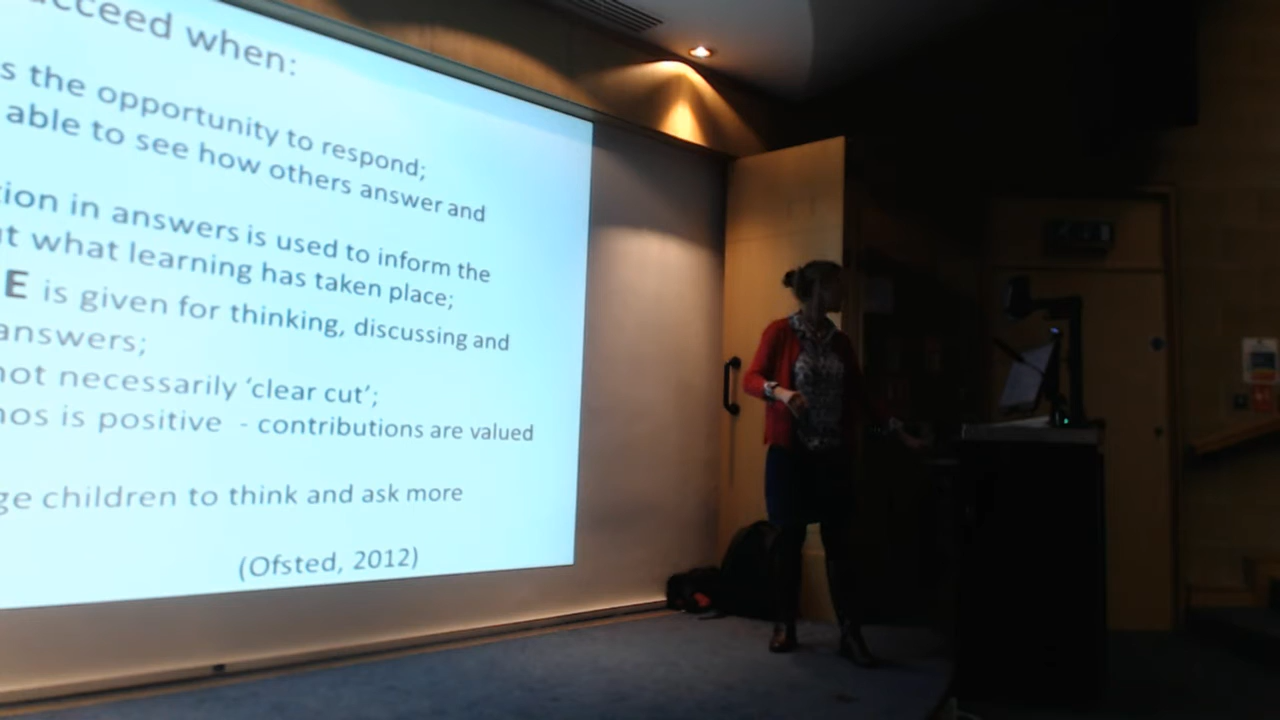 ucceed when:
s the opportunity to respond;
able to see how others answer and
tion in answers is used to inform the
t what learning has taken place;
E is given for thinking, discussing and
answers;
not necessarily ‘clear cut’;
hos is positive - contributions are valued
ge children to think and ask more
(Ofsted, 2012)